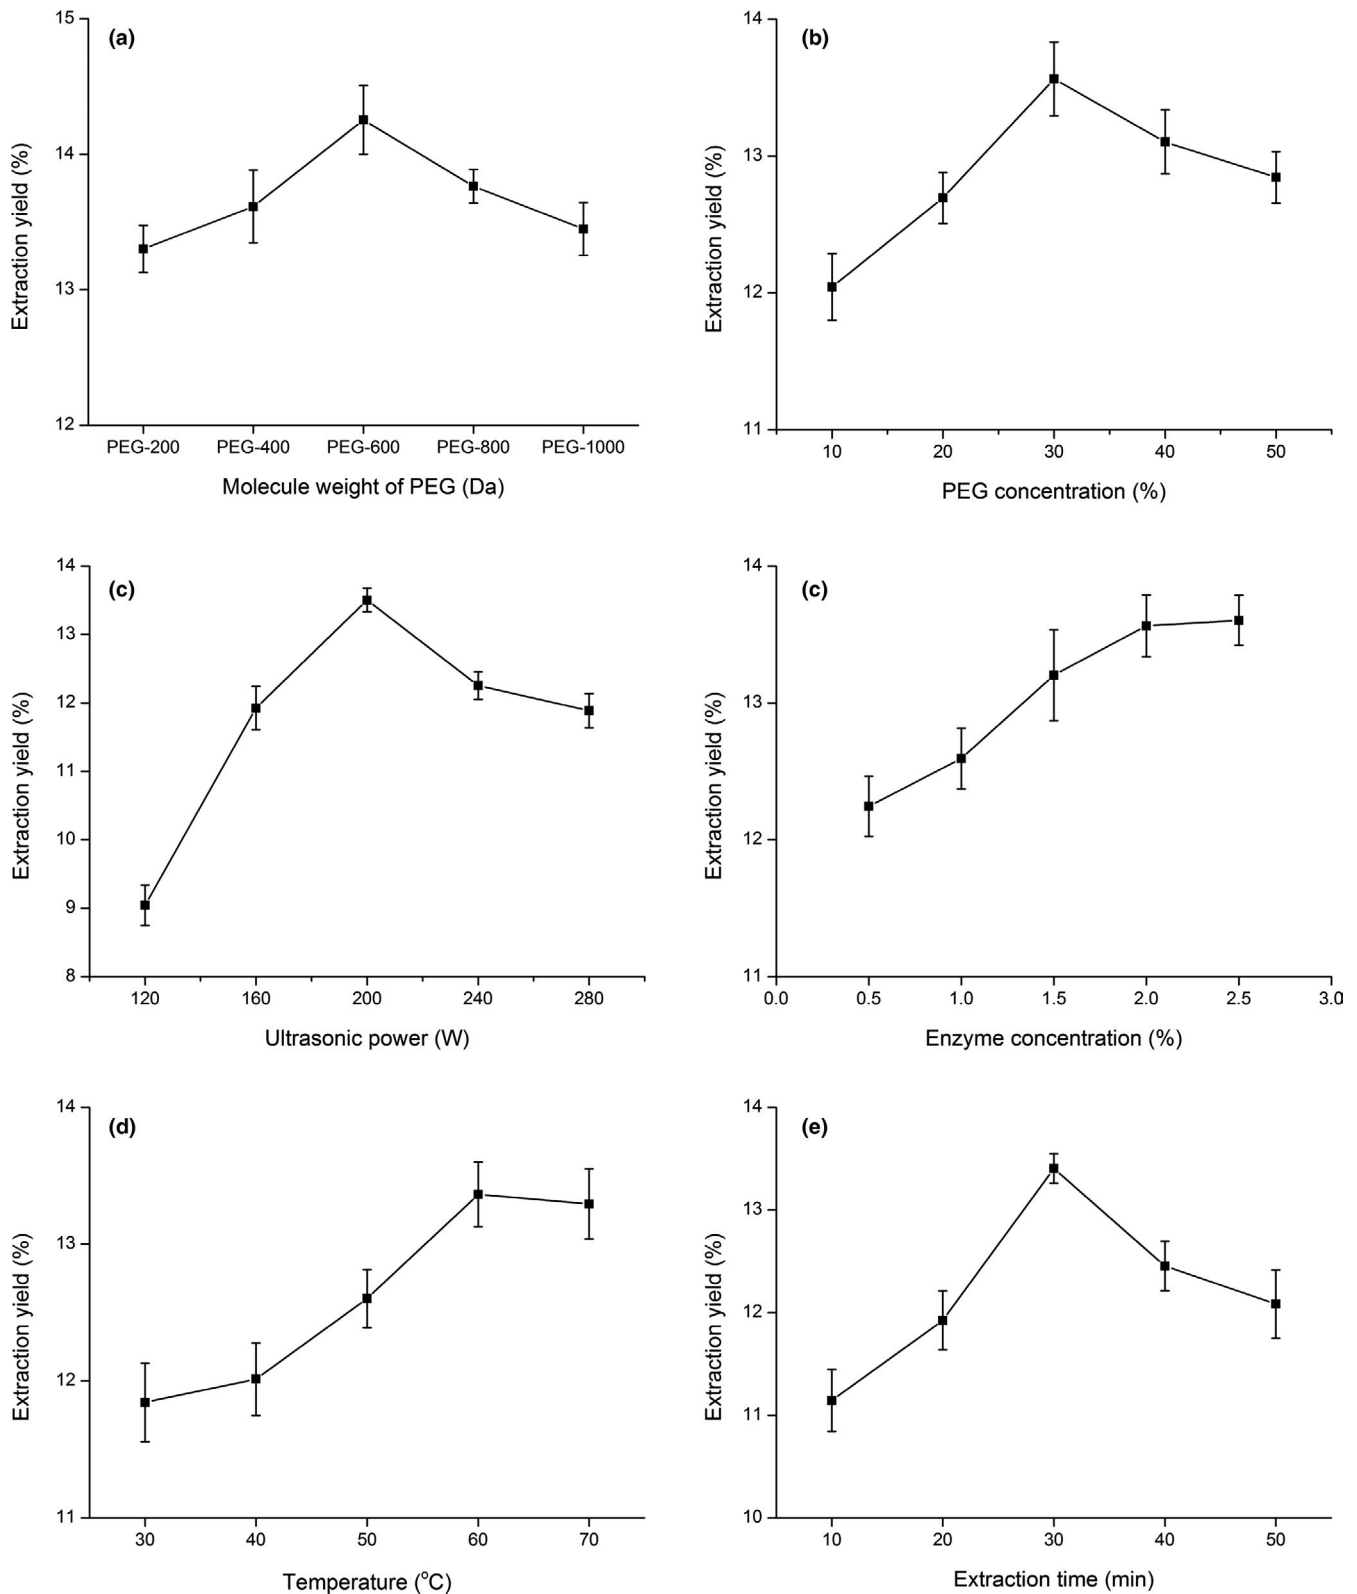 (a)
Extraction yield (%)
15
14
13
12
PEG-200 PEG-400 PEG-600 PEG-800 PEG-1000
Molecule weight of PEG (Da)
(b)
Extraction yield (%)
14
13
12
11
10 20 30 40 50
PEG concentration (%)
(c)
Extraction yield (%)
14
13
12
11
10
9
8
120 160 200 240 280
Ultrasonic power (W)
(c)
Extraction yield (%)
14
13
12
11
0.0 0.5 1.0 1.5 2.0 2.5 3.0
Enzyme concentration (%)
(d)
Extraction yield (%)
14
13
12
11
30 40 50 60 70
Temperature (°C)
(e)
Extraction yield (%)
14
13
12
11
10
10 20 30 40 50
Extraction time (min)